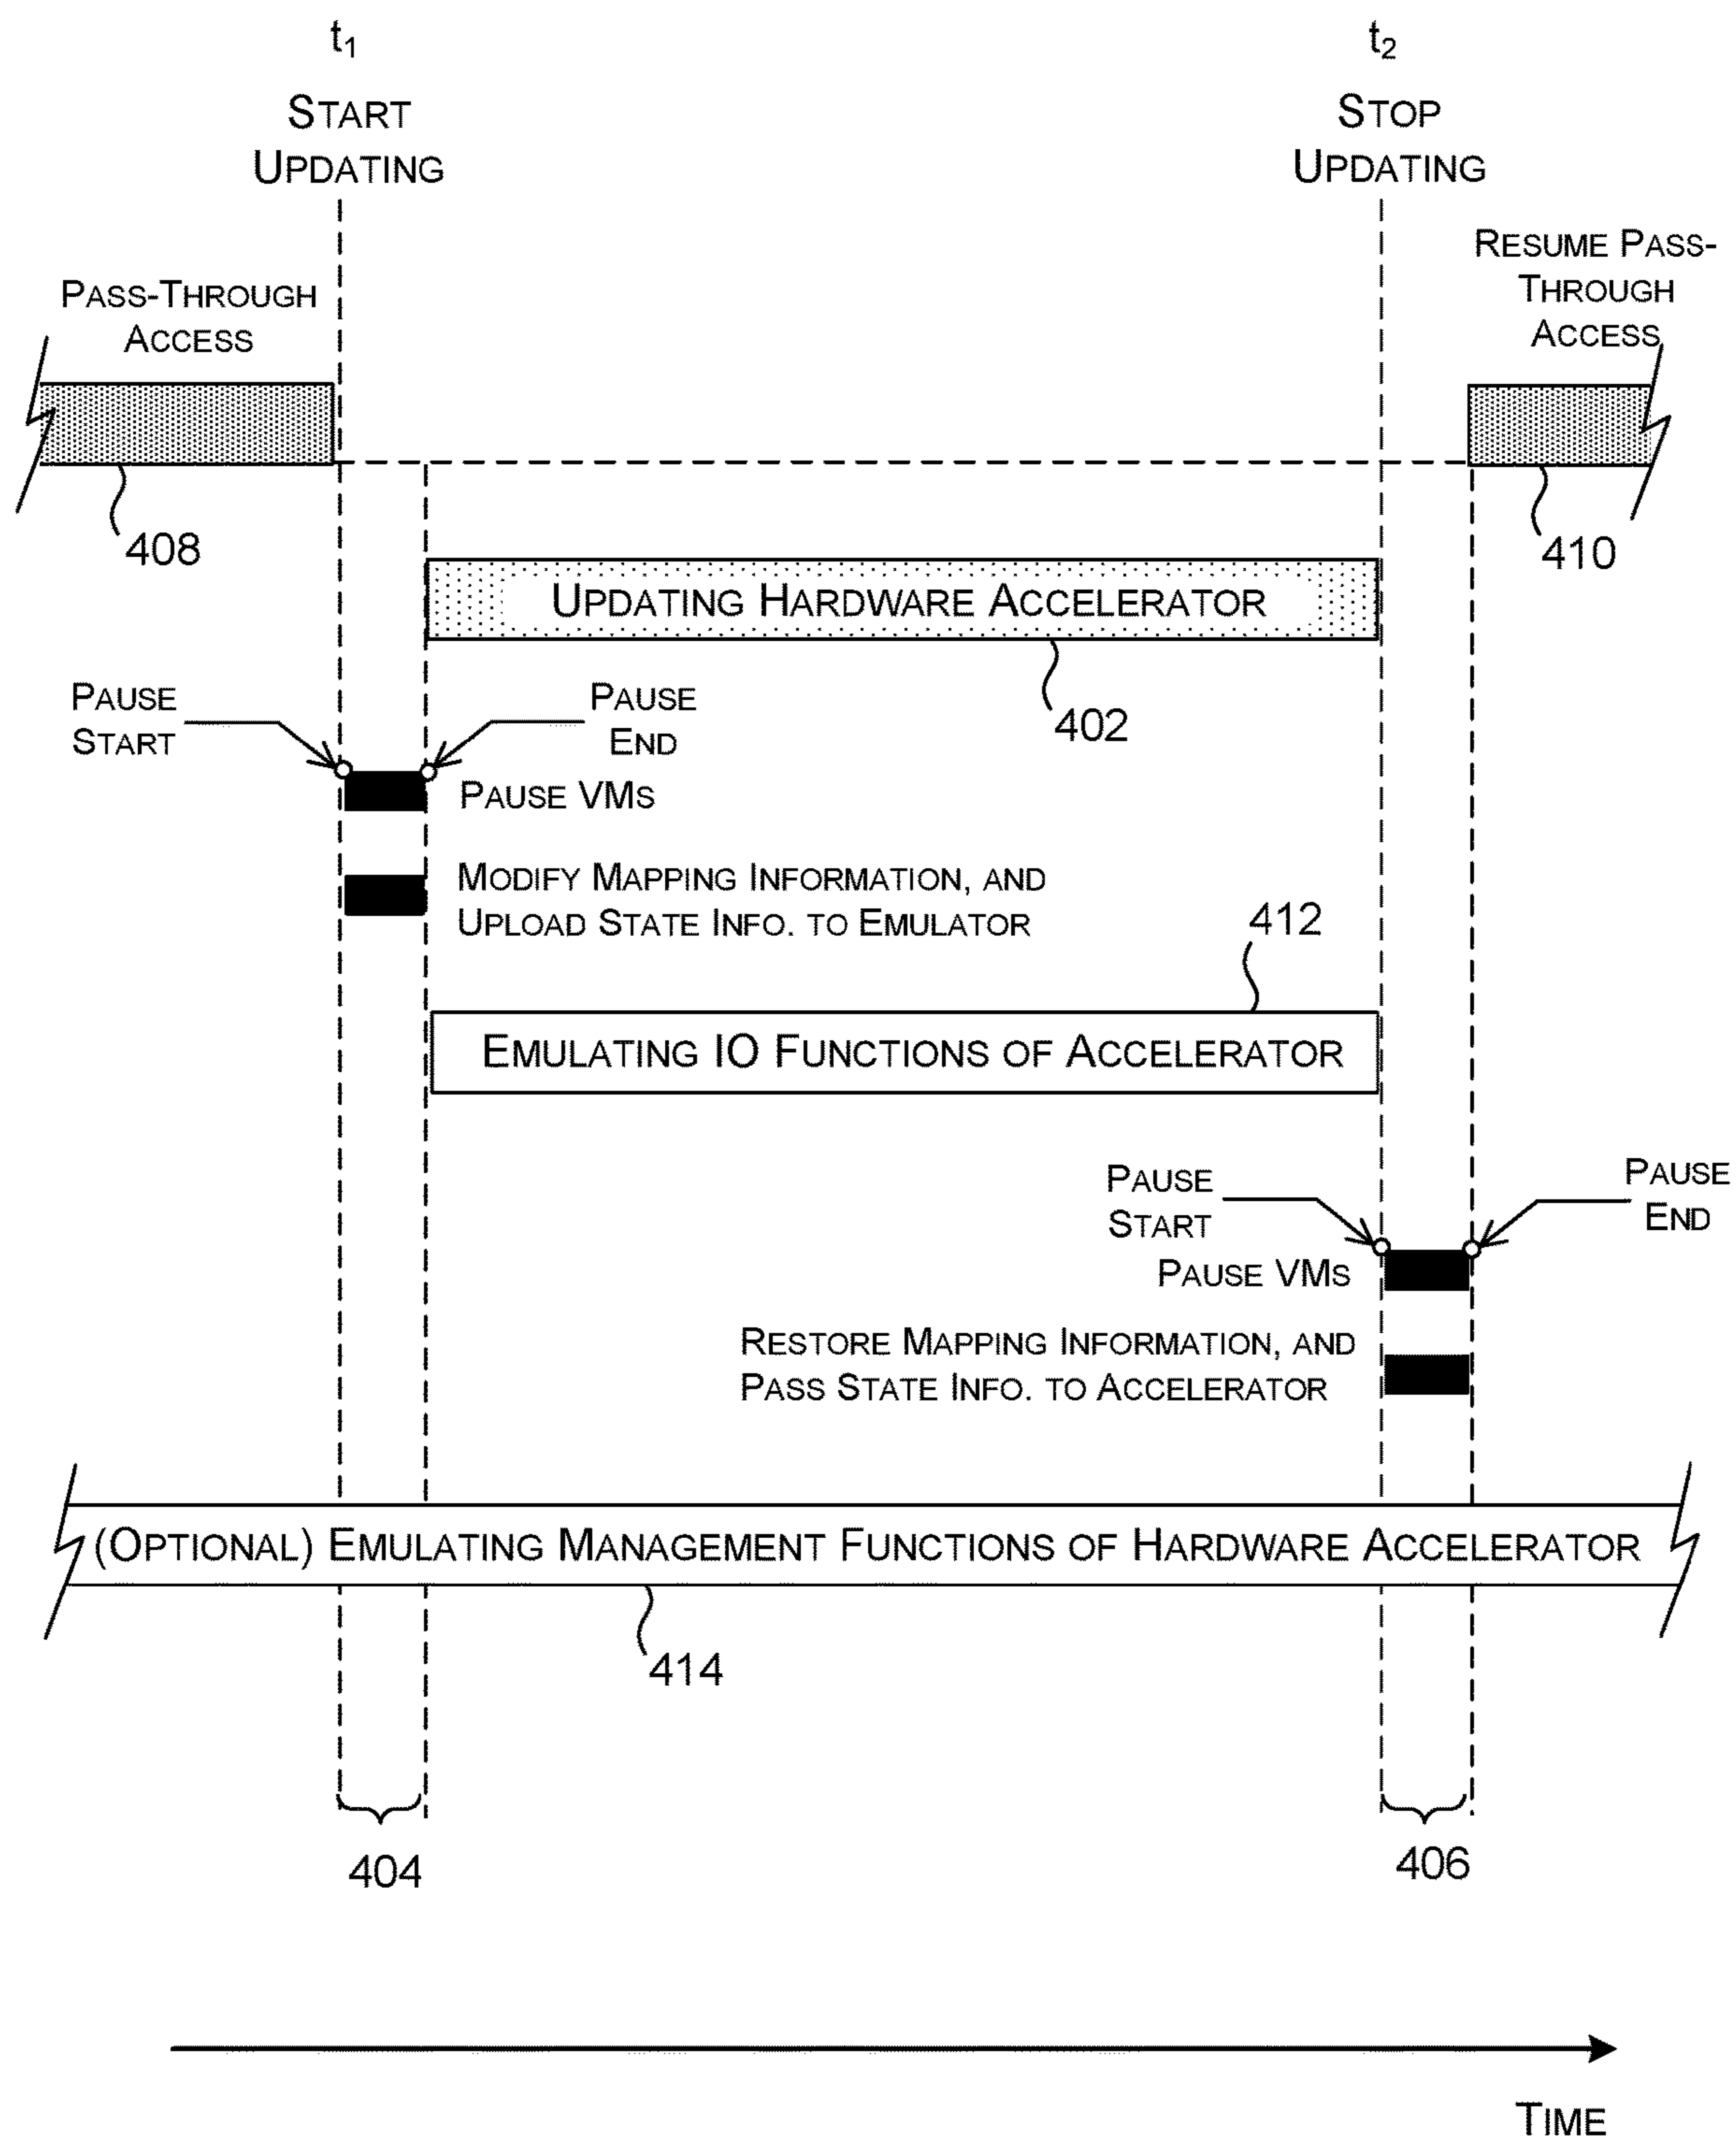 t1
START
UPDATING
t2
STOP
UPDATING
PASS-THROUGH
ACCESS
RESUME PASS-
THROUGH
ACCESS
408
410
UPDATING HARDWARE ACCELERATOR
402
PAUSE
START
PAUSE
END
PAUSE VMS
MODIFY MAPPING INFORMATION, AND
UPLOAD STATE INFO. TO EMULATOR
412
EMULATING IO FUNCTIONS OF ACCELERATOR
PAUSE
START
PAUSE
END
PAUSE VMS
RESTORE MAPPING INFORMATION, AND
PASS STATE INFO. TO ACCELERATOR
(OPTIONAL) EMULATING MANAGEMENT FUNCTIONS OF HARDWARE ACCELERATOR
414
404
406
TIME